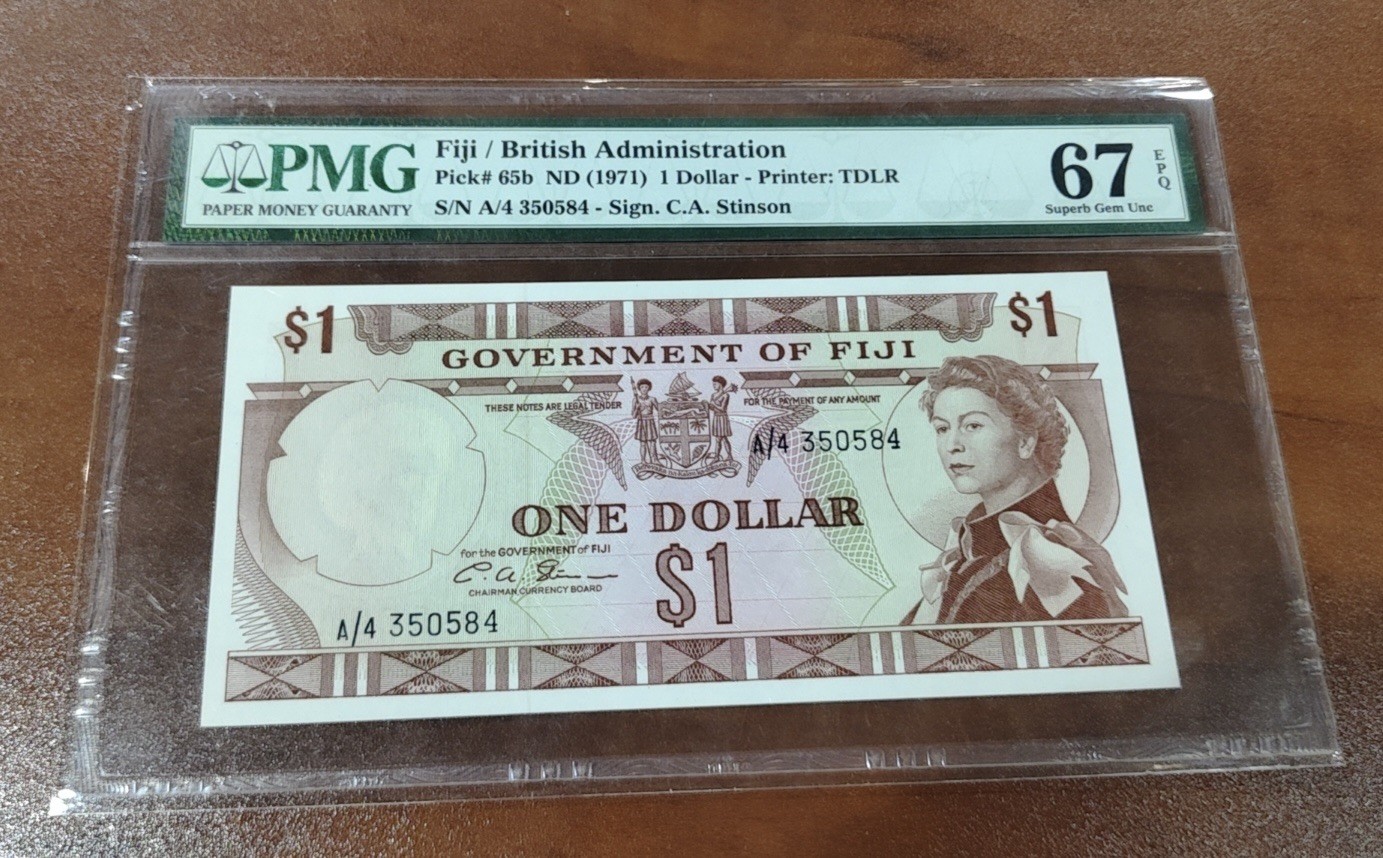 PMG
PAPER MONEY GUARANTY
Fiji / British Administration
Pick# 65b ND (1971) 1 Dollar - Printer: TDLR
S/N A/4 350584 - Sign. C.A. Stinson
67
EPQ
Superb Gem Unc
$1
$1
GOVERNMENT OF FIJI
THESE NOTES ARE LEGAL TENDER
FOR THE PAYMENT OF ANY AMOUNT
A/4 350584
ONE DOLLAR
$1
for the GOVERNMENT of FIJI
C. A. Stinson
CHAIRMAN CURRENCY BOARD
A/4 350584